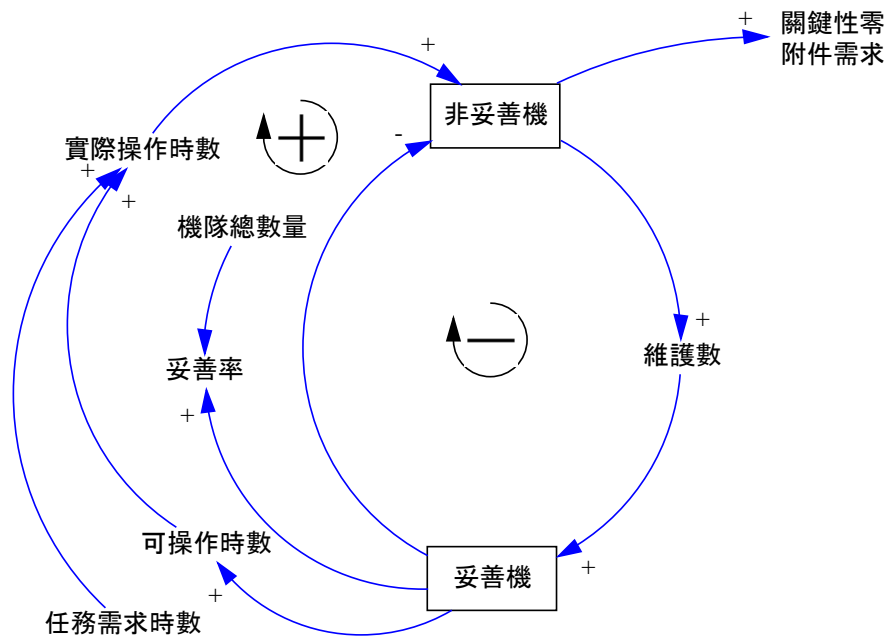 +
關鍵性零
附件需求
+
非妥善機
-
實際操作時數
+
+
機隊總數量
+
維護數
妥善率
+
可操作時數
妥善機
+
+
任務需求時數